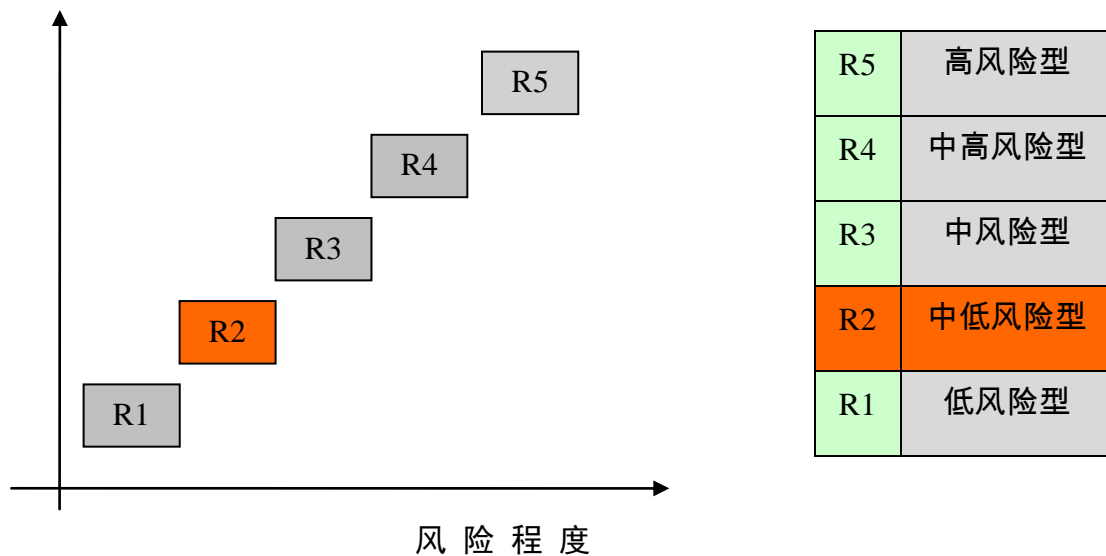 R5
R4
R3
R2
R1
风险程度
R5 高风险型
R4 中高风险型
R3 中风险型
R2 中低风险型
R1 低风险型